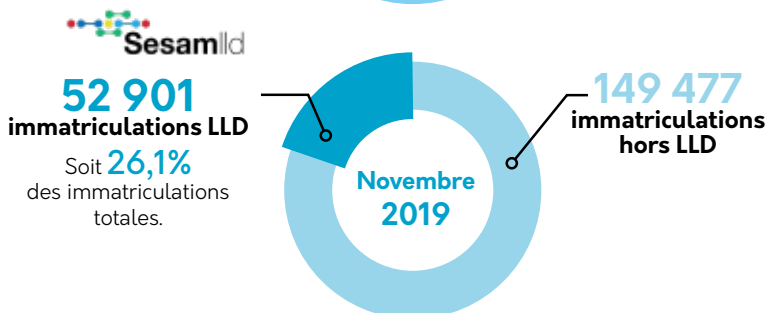 Sesamlld
52 901
immatriculations LLD
Soit 26,1%
des immatriculations
totales.
Novembre
2019
149 477
immatriculations
hors LLD